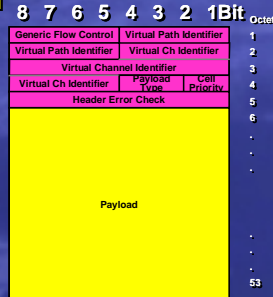 8 7 6 5 4 3 2 1Bit Octet
Generic Flow Control Virtual Path Identifier 1
Virtual Path Identifier Virtual Ch Identifier 2
Virtual Channel Identifier 3
Virtual Ch Identifier Payload Type Cell Priority 4
Header Error Check 5
6
.
.
.
Payload
.
.
.
53